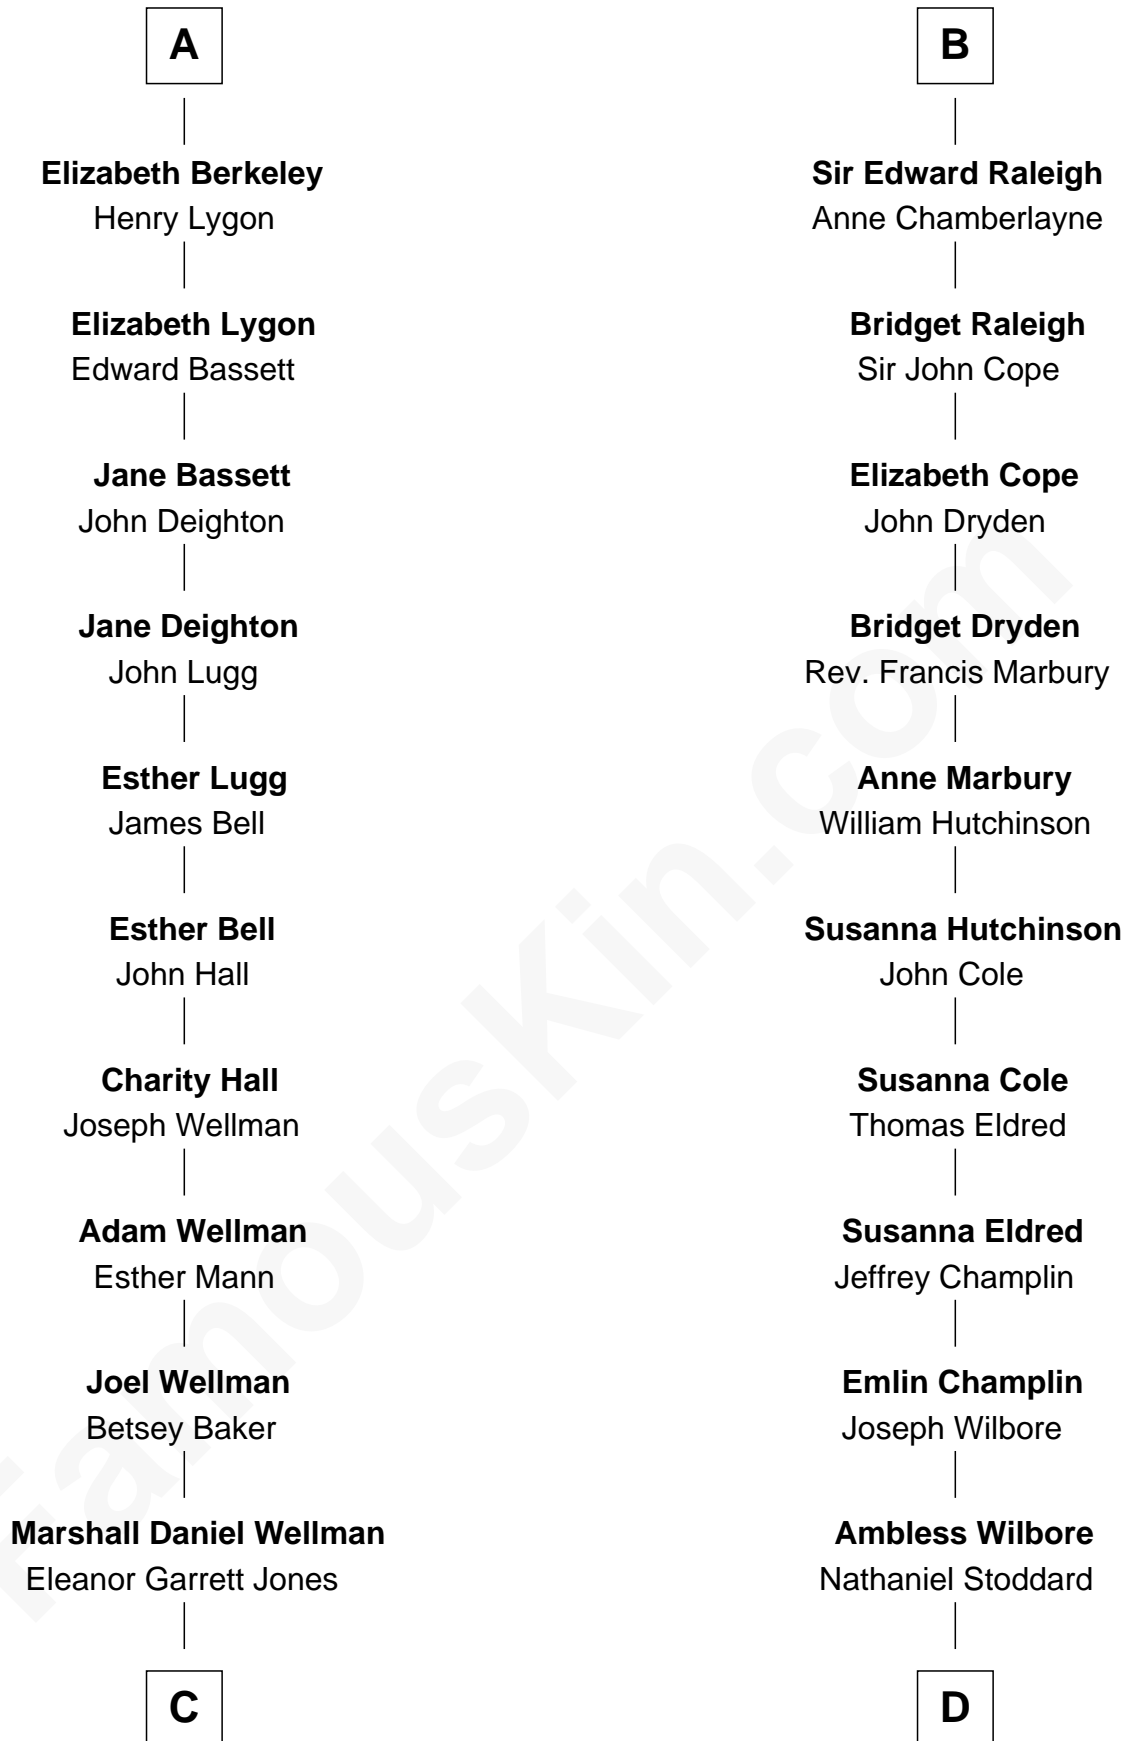 A
Elizabeth Berkeley
Henry Lygon
Elizabeth Lygon
Edward Bassett
Jane Bassett
John Deighton
Jane Deighton
John Lugg
Esther Lugg
James Bell
Esther Bell
John Hall
Charity Hall
Joseph Wellman
Adam Wellman
Esther Mann
Joel Wellman
Betsey Baker
Marshall Daniel Wellman
Eleanor Garrett Jones
C
B
Sir Edward Raleigh
Anne Chamberlayne
Bridget Raleigh
Sir John Cope
Elizabeth Cope
John Dryden
Bridget Dryden
Rev. Francis Marbury
Anne Marbury
William Hutchinson
Susanna Hutchinson
John Cole
Susanna Cole
Thomas Eldred
Susanna Eldred
Jeffrey Champlin
Emlin Champlin
Joseph Wilbore
Ambless Wilbore
Nathaniel Stoddard
D
FamousKin.com